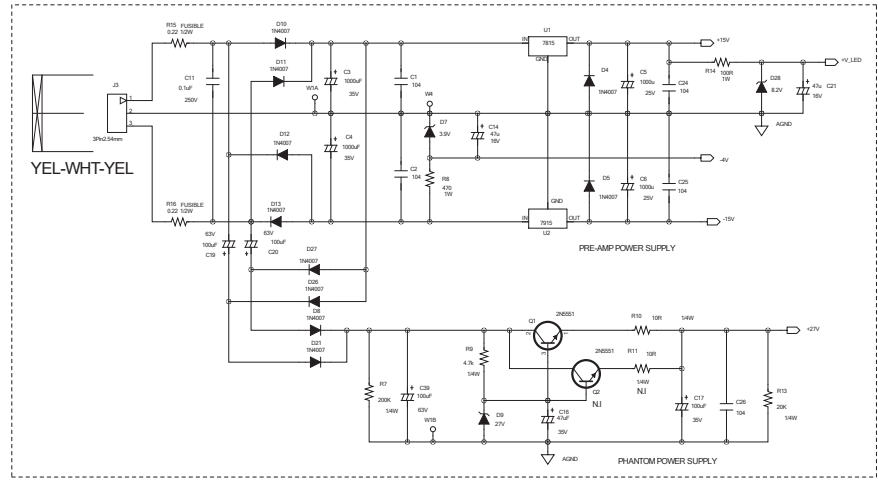 R15 FUSIBLE
0.22 1/2W
D10
1N4007
D11
1N4007
U1
IN
7815
OUT
GND
+15V
+V_LED
J3
1
2
3
3Pin2.54mm
YEL-WHT-YEL
C11
0.1uF
250V
W1A
C3
1000uF
35V
C1
104
W4
D7
3.9V
C14
47u
16V
D4
1N4007
C5
1000u
25V
C24
104
R14
100R
1W
D28
8.2V
47u
16V
C21
AGND
D12
1N4007
C4
1000uF
35V
C2
104
R8
470
1W
-4V
D5
1N4007
C6
1000u
25V
C25
104
R16 FUSIBLE
0.22 1/2W
D13
1N4007
GND
IN
7915
OUT
U2
-15V
63V
100uF
C19
63V
100uF
C20
D27
1N4007
D26
1N4007
D8
1N4007
D21
1N4007
PRE-AMP POWER SUPPLY
Q1
2N5551
2
1
3
R10
10R
1/4W
+27V
R9
4.7k
1/4W
2N5551
Q2
N.I
R11
10R
1/4W
N.I
R7
200K
1/4W
C39
100uF
63V
W1B
D9
27V
C16
47uF
35V
C17
100uF
35V
C26
104
R13
20K
1/4W
AGND
PHANTOM POWER SUPPLY